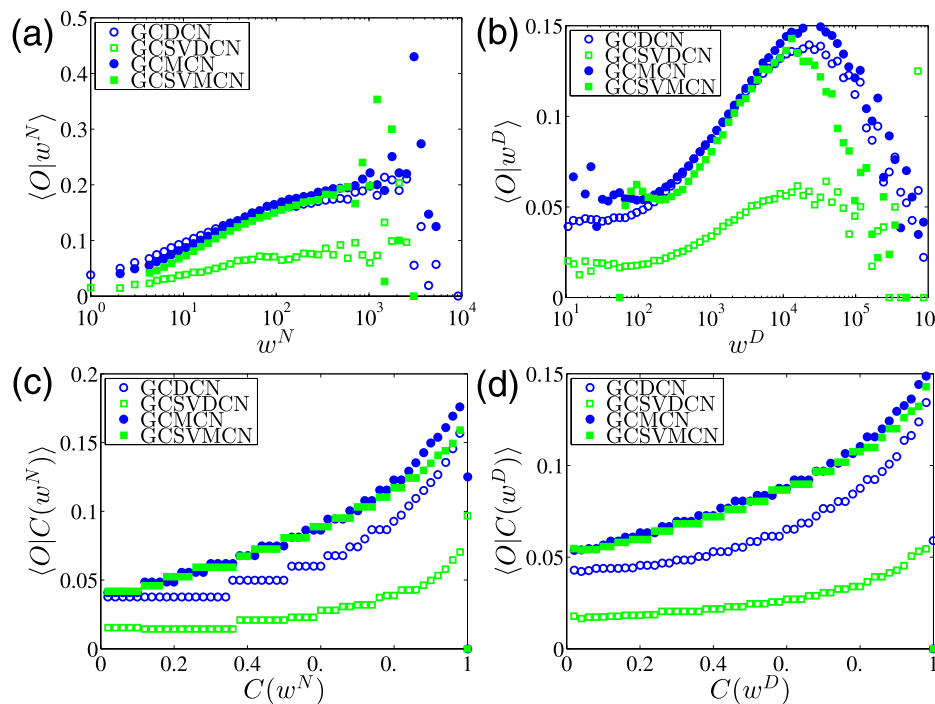 (a)
0.5
0.4
0.3
0.2
0.1
0
⟨O|w^N⟩
GCDCN
GCSVDCN
GCMCN
GCSVMCN
10^0 10^1 10^2 10^3 10^4
w^N
(b)
0.15
0.1
0.05
0
⟨O|w^D⟩
GCDCN
GCSVDCN
GCMCN
GCSVMCN
10^1 10^2 10^3 10^4 10^5 10^6
w^D
(c)
0.2
0.15
0.1
0.05
0
⟨O|C(w^N)⟩
GCDCN
GCSVDCN
GCMCN
GCSVMCN
0 0.2 0.4 0. 0. 1
C(w^N)
(d)
0.15
0.1
0.05
0
⟨O|C(w^D)⟩
GCDCN
GCSVDCN
GCMCN
GCSVMCN
0 0.2 0.4 0. 0. 1
C(w^D)